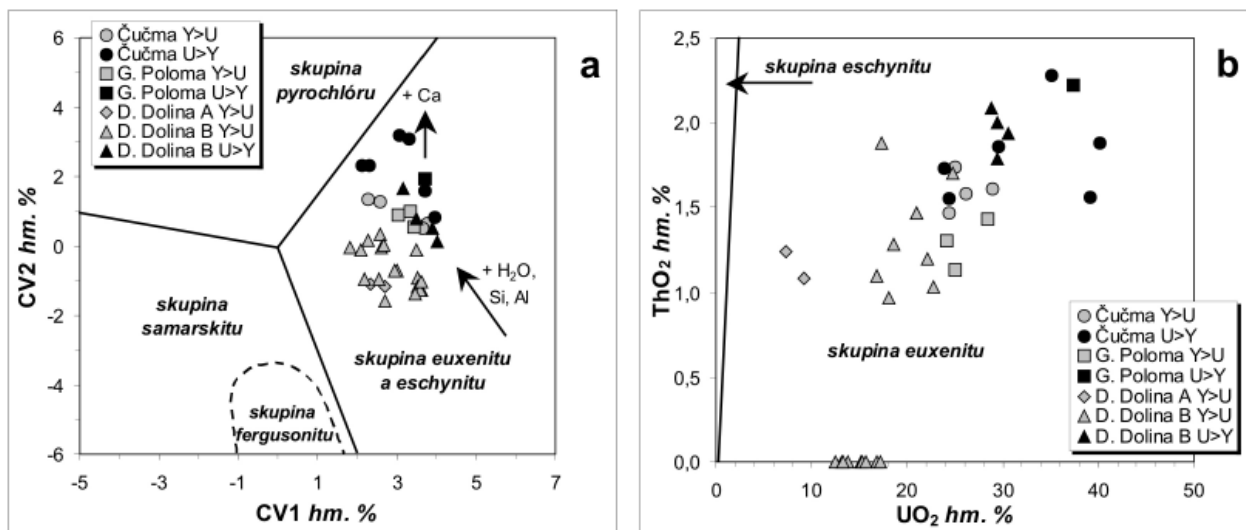 6
4
2
0
-2
-4
-6
CV2 hm. %
Čučma Y>U
Čučma U>Y
G. Poloma Y>U
G. Poloma U>Y
D. Dolina A Y>U
D. Dolina B Y>U
D. Dolina B U>Y
skupina
pyrochlóru
a
+ Ca
+ H₂O,
Si, Al
skupina
samarskitu
skupina euxenitu
a eschynitu
skupina
fergusonitu
-5 -3 -1 1 3 5 7
CV1 hm. %
2,5
2,0
1,5
1,0
0,5
0,0
ThO₂ hm. %
skupina eschynitu
b
skupina euxenitu
Čučma Y>U
Čučma U>Y
G. Poloma Y>U
G. Poloma U>Y
D. Dolina A Y>U
D. Dolina B Y>U
D. Dolina B U>Y
0 10 20 30 40 50
UO₂ hm. %